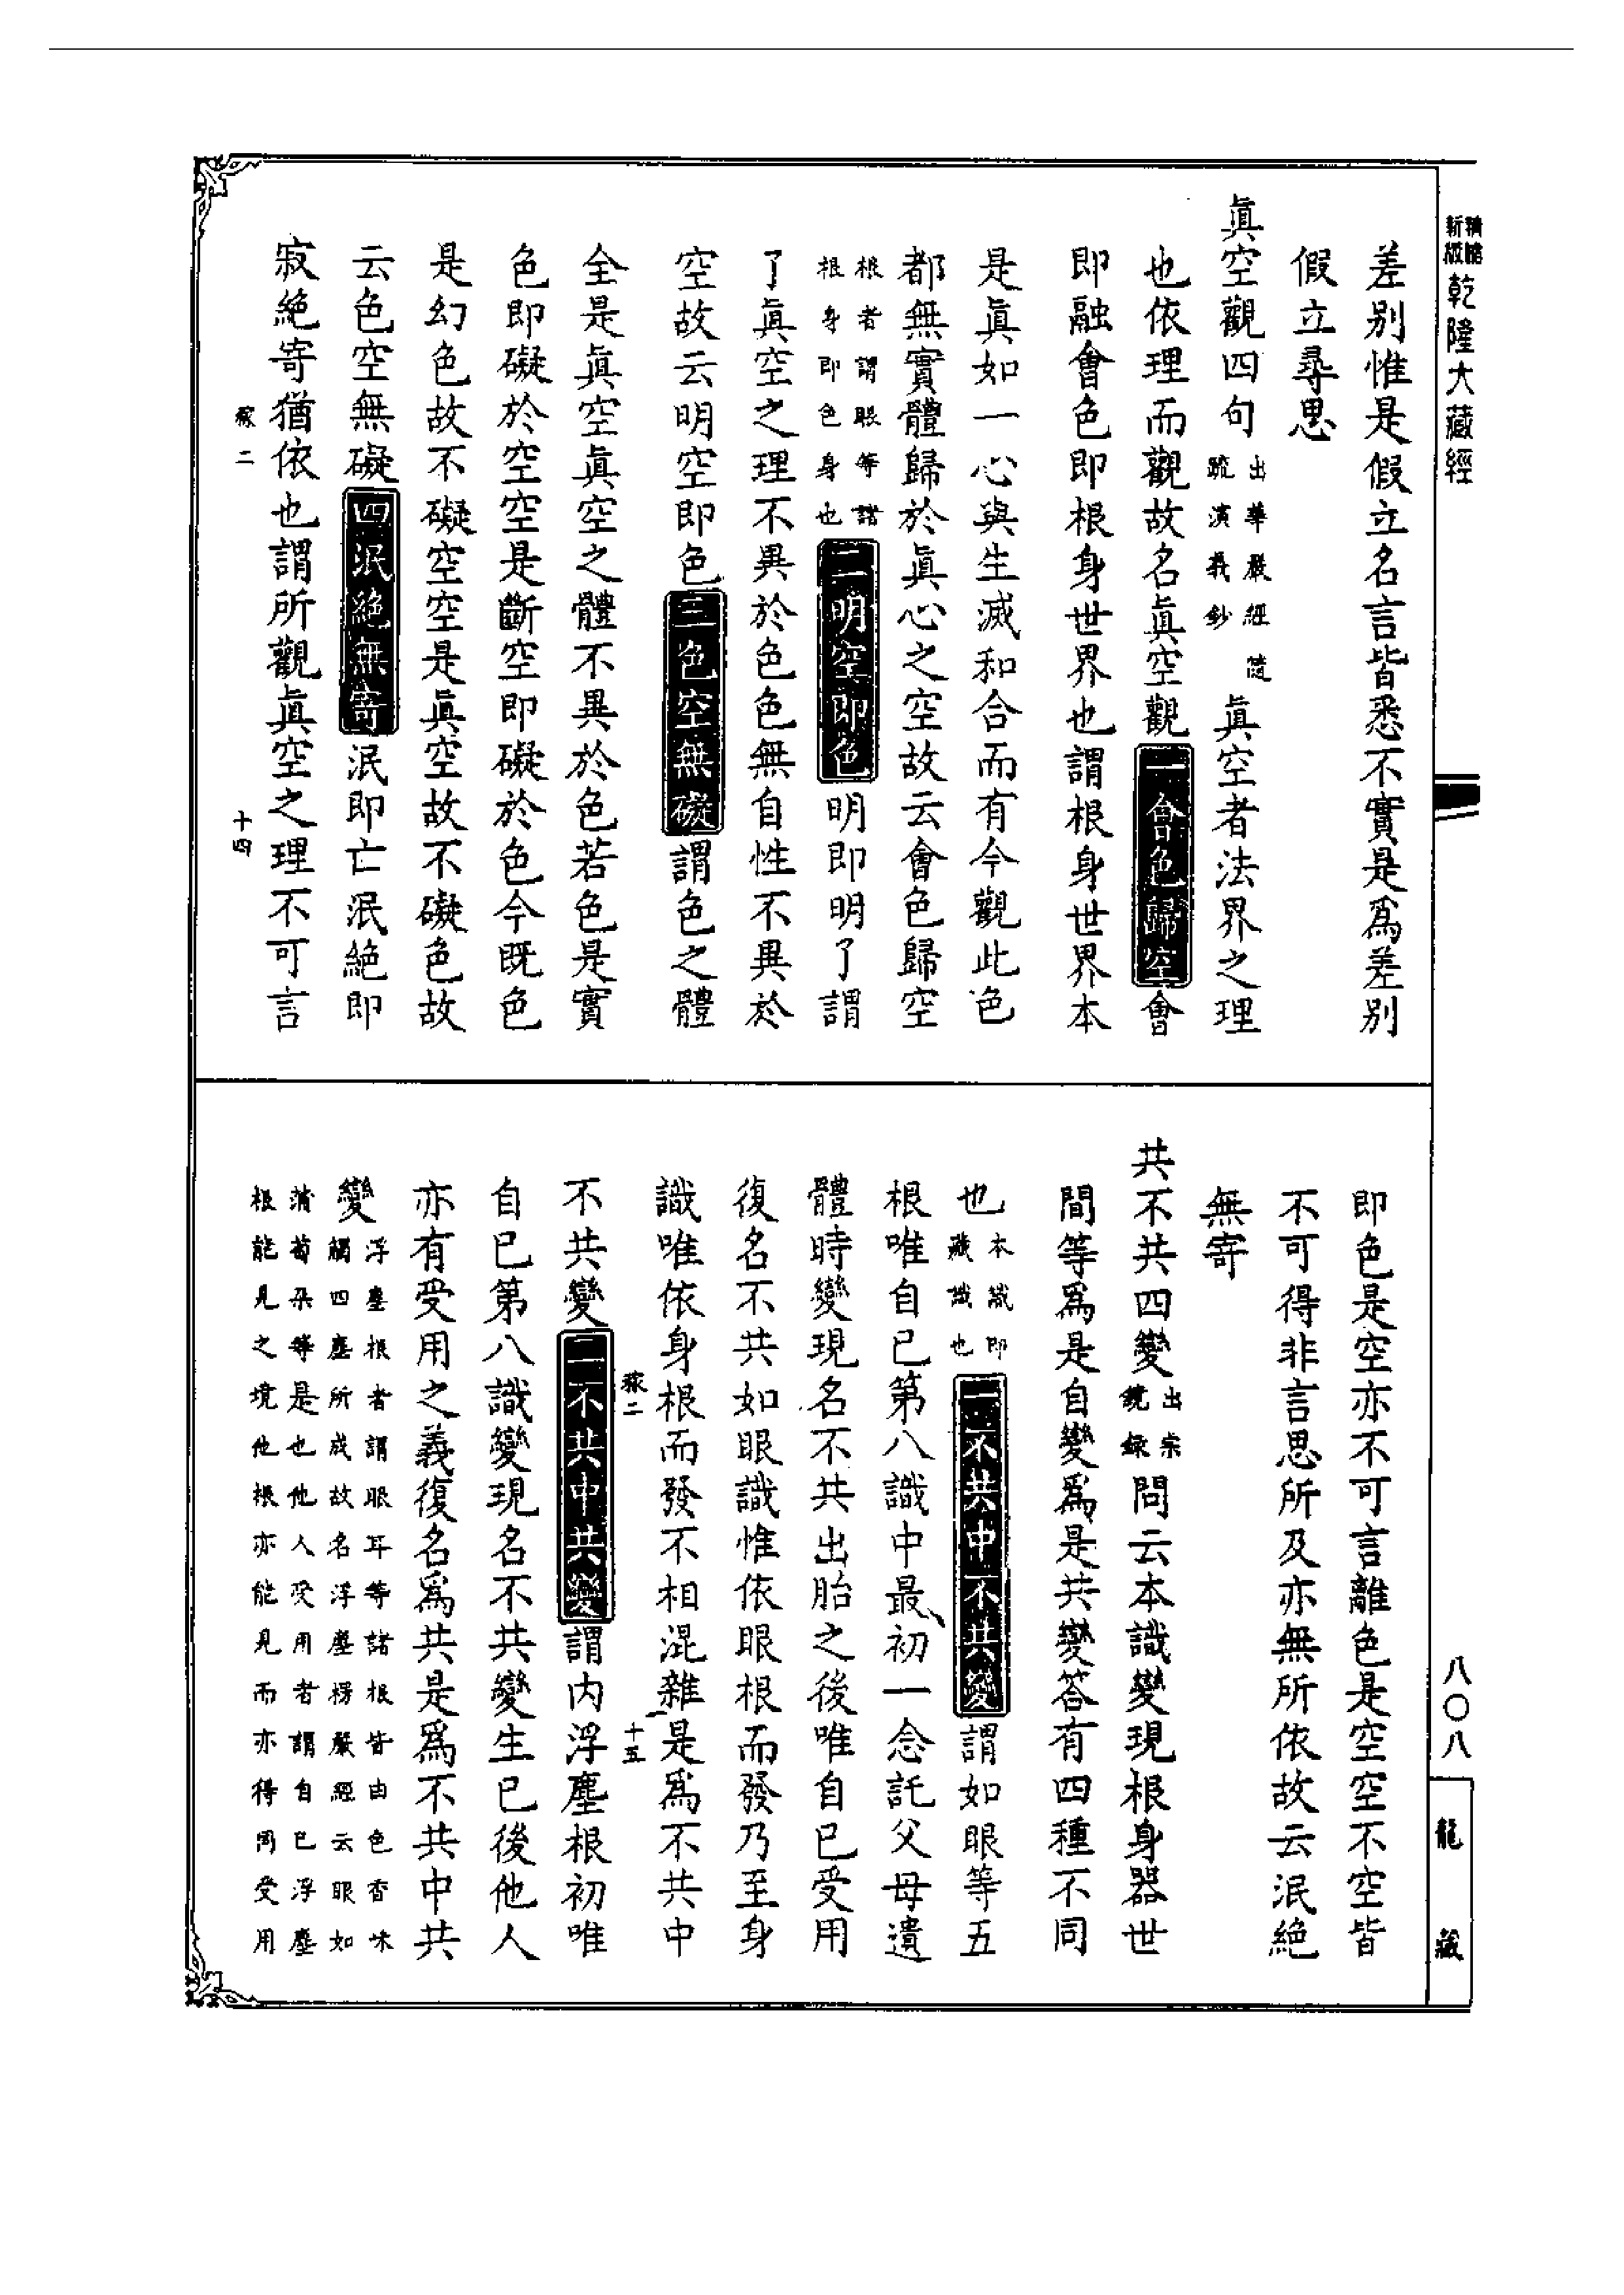 精縮
新版
乾隆大藏經
差別惟是假立名言皆悉不實是爲差別
假立尋思
眞空觀四句出華嚴經隨疏演義鈔眞空者法界之理
也依理而觀故名眞空觀一會色歸空會
即融會色即根身世界也謂根身世界本
是眞如一心與生滅和合而有今觀此色
都無實體歸於眞心之空故云會色歸空
根者謂眼等諸根身即色身也二明空即色明即明了謂
了眞空之理不異於色色無自性不異於
空故云明空即色三色空無礙謂色之體
全是眞空眞空之體不異於色若色是實
色即礙於空空是斷空即礙於色今既色
是幻色故不礙空空是眞空故不礙色故
云色空無礙四泯絕無寄泯即亡泯絕即
寂絕寄猶依也謂所觀眞空之理不可言
稼二
十四
即色是空亦不可言離色是空空不空皆
不可得非言思所及亦無所依故云泯絕
無寄
共不共四變出宗鏡錄問云本識變現根身器世
間等爲是自變爲是共變答有四種不同
也本識即藏識也一不共中不共變謂如眼等五
根唯自已第八識中最初一念託父母遺
體時變現名不共出胎之後唯自已受用
復名不共如眼識惟依眼根而發乃至身
識唯依身根而發不相混雜是爲不共中
稼二
十五
不共變二不共中共變謂內浮塵根初唯
自已第八識變現名不共變生已後他人
亦有受用之義復名爲共是爲不共中共
變浮塵根者謂眼耳等諸根皆由色香味觸四塵所成故名浮塵楞嚴經云眼如
蒲萄朶等是也他人受用者謂自已浮塵根能見之境他根亦能見而亦得同受用
八〇八
龍藏